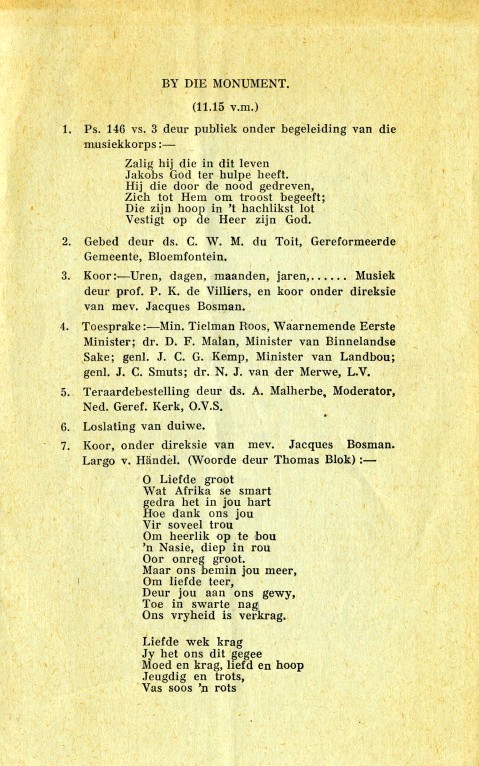 BY DIE MONUMENT.
(11.15 v.m.)
1. Ps. 146 vs. 3 deur publiek onder begeleiding van die
musiekkorps:—
Zalig hij die in dit leven
Jakobs God ter hulpe heeft.
Hij die door de nood gedreven,
Zich tot Hem om troost begeeft;
Die zijn hoop in 't hachlikst lot
Vestigt op de Heer zijn God.
2. Gebed deur ds. C. W. M. du Toit, Gereformeerde
Gemeente, Bloemfontein.
3. Koor:—Uren, dagen, maanden, jaren,...... Musiek
deur prof. P. K. de Villiers, en koor onder direksie
van mev. Jacques Bosman.
4. Toesprake:—Min. Tielman Roos, Waarnemende Eerste
Minister; dr. D. F. Malan, Minister van Binnelandse
Sake; genl. J. C. G. Kemp, Minister van Landbou;
genl. J. C. Smuts; dr. N. J. van der Merwe, L.V.
5. Teraardebestelling deur ds. A. Malherbe, Moderator,
Ned. Geref. Kerk, O.V.S.
6. Loslating van duiwe.
7. Koor, onder direksie van mev. Jacques Bosman.
Largo v. Händel. (Woorde deur Thomas Blok) :—
O Liefde groot
Wat Afrika se smart
gedra het in jou hart
Hoe dank ons jou
Vir soveel trou
Om heerlik op te bou
'n Nasie, diep in rou
Oor onreg groot.
Maar ons bemin jou meer,
Om liefde teer,
Deur jou aan ons gewy,
Toe in swarte nag
Ons vryheid is verkrag.
Liefde wek krag
Jy het ons dit gegee
Moed en krag, liefd en hoop
Jeugdig en trots,
Vas soos 'n rots